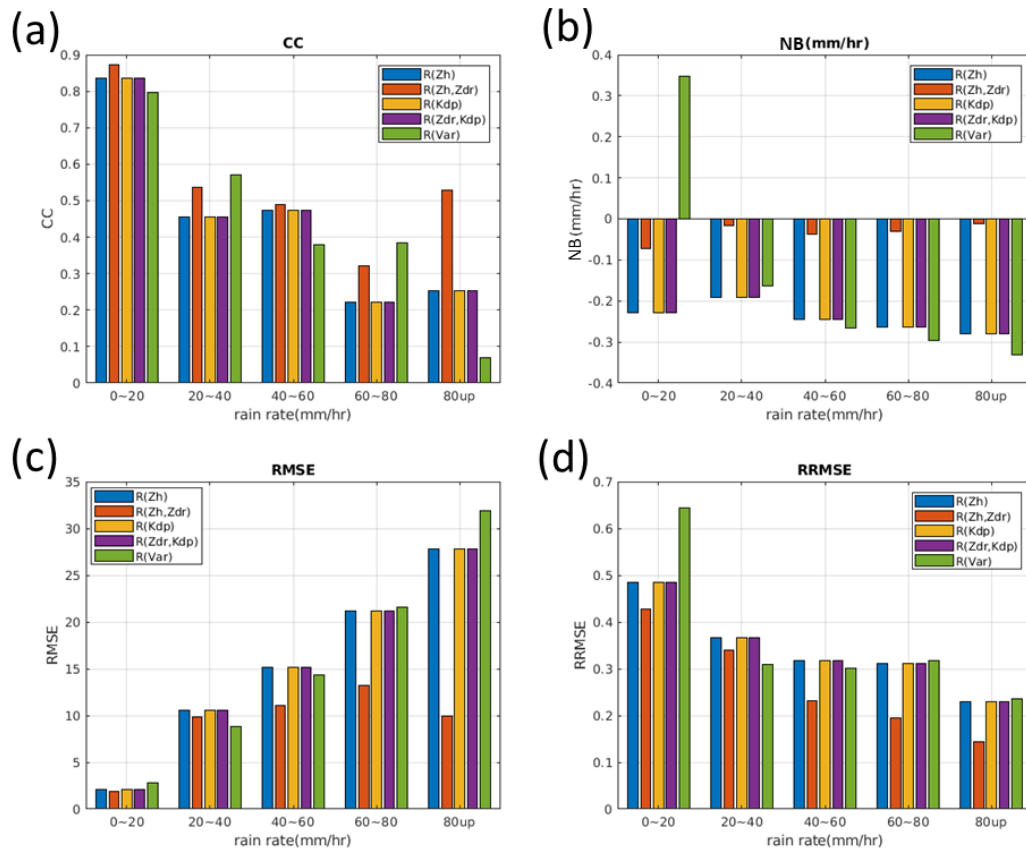 (a)
CC
0.9
0.8
0.7
0.6
0.5
0.4
0.3
0.2
0.1
0
CC
R(Zh)
R(Zh,Zdr)
R(Kdp)
R(Zdr,Kdp)
R(Var)
0~20 20~40 40~60 60~80 80up
rain rate(mm/hr)
(b)
NB(mm/hr)
0.4
0.3
0.2
0.1
0
-0.1
-0.2
-0.3
-0.4
NB(mm/hr)
R(Zh)
R(Zh,Zdr)
R(Kdp)
R(Zdr,Kdp)
R(Var)
0~20 20~40 40~60 60~80 80up
rain rate(mm/hr)
(c)
RMSE
35
30
25
20
15
10
5
0
RMSE
R(Zh)
R(Zh,Zdr)
R(Kdp)
R(Zdr,Kdp)
R(Var)
0~20 20~40 40~60 60~80 80up
rain rate(mm/hr)
(d)
RRMSE
0.7
0.6
0.5
0.4
0.3
0.2
0.1
0
RRMSE
R(Zh)
R(Zh,Zdr)
R(Kdp)
R(Zdr,Kdp)
R(Var)
0~20 20~40 40~60 60~80 80up
rain rate(mm/hr)